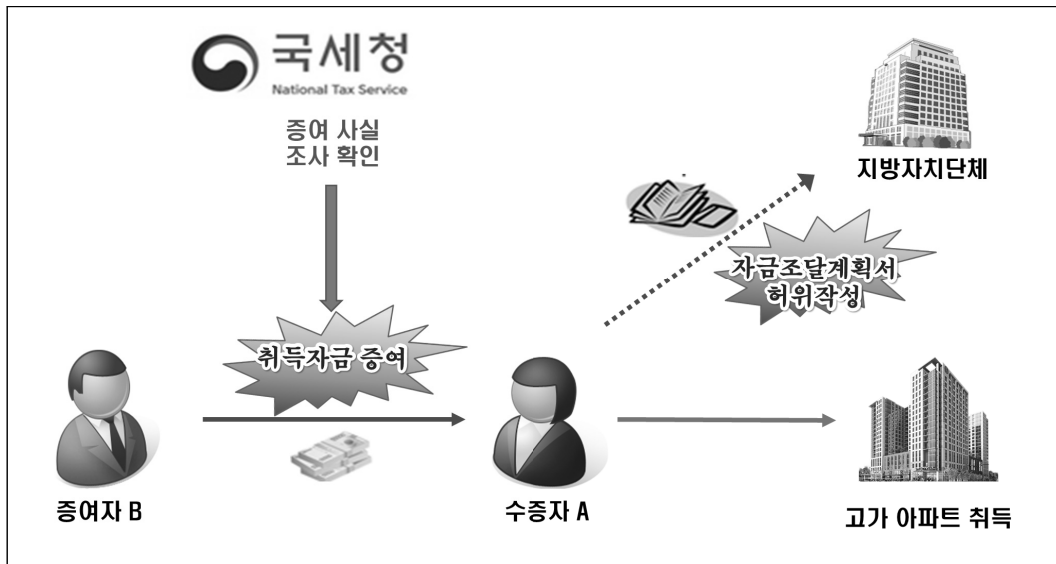 국세청
National Tax Service
증여 사실
조사 확인
지방자치단체
자금조달계획서
허위작성
취득자금 증여
증여자 B
수증자 A
고가 아파트 취득